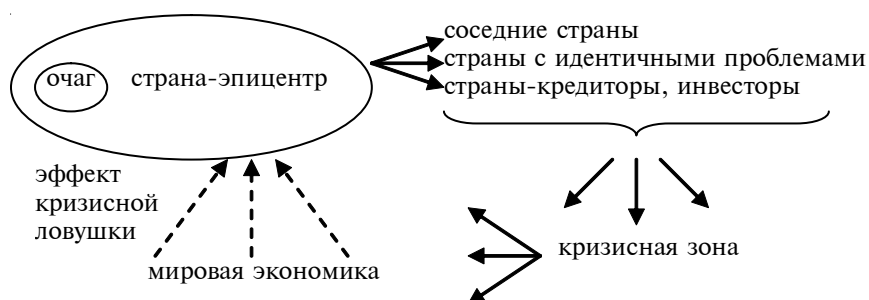 соседние страны
страны с идентичными проблемами
страны-кредиторы, инвесторы
очаг
страна-эпицентр
эффект
кризисной
ловушки
мировая экономика
кризисная зона